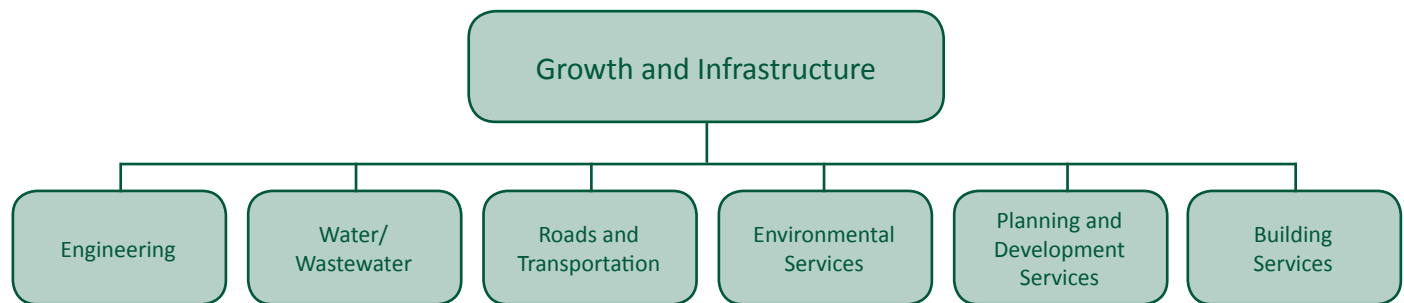 Growth and Infrastructure
Engineering
Water/
Wastewater
Roads and
Transportation
Environmental
Services
Planning and
Development
Services
Building
Services